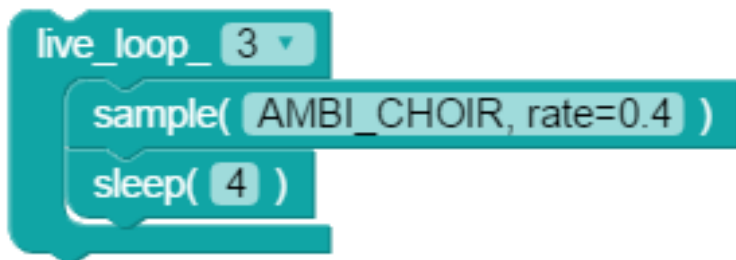 live_loop_ 3
sample( AMBI_CHOIR, rate=0.4 )
sleep( 4 )